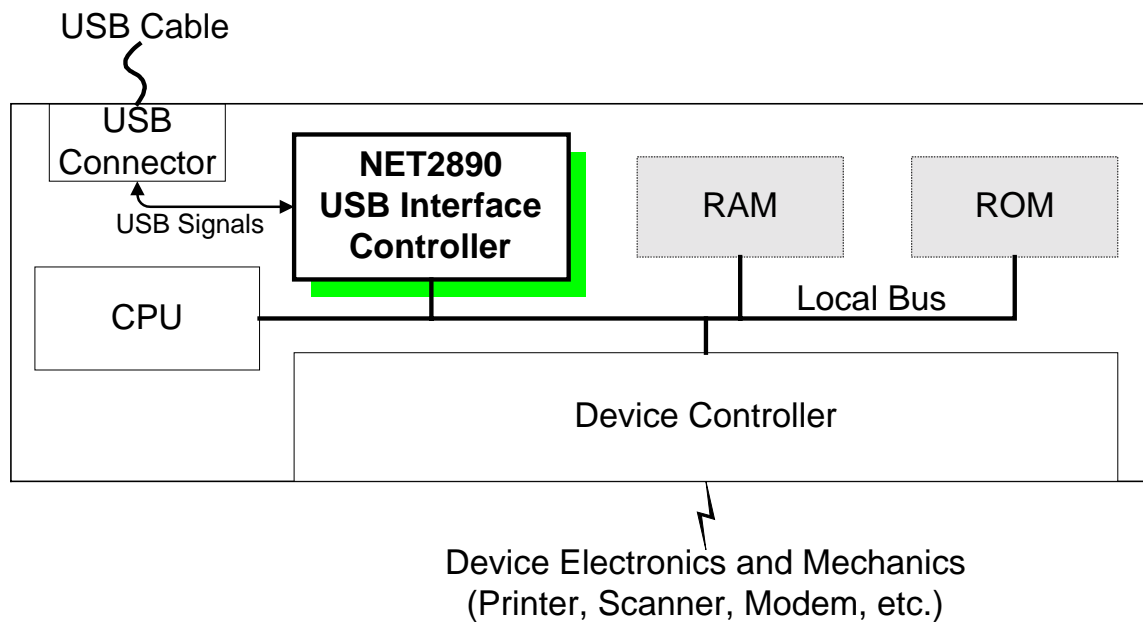 USB Cable
USB
Connector
NET2890
USB Interface
Controller
RAM
ROM
USB Signals
CPU
Local Bus
Device Controller
Device Electronics and Mechanics
(Printer, Scanner, Modem, etc.)